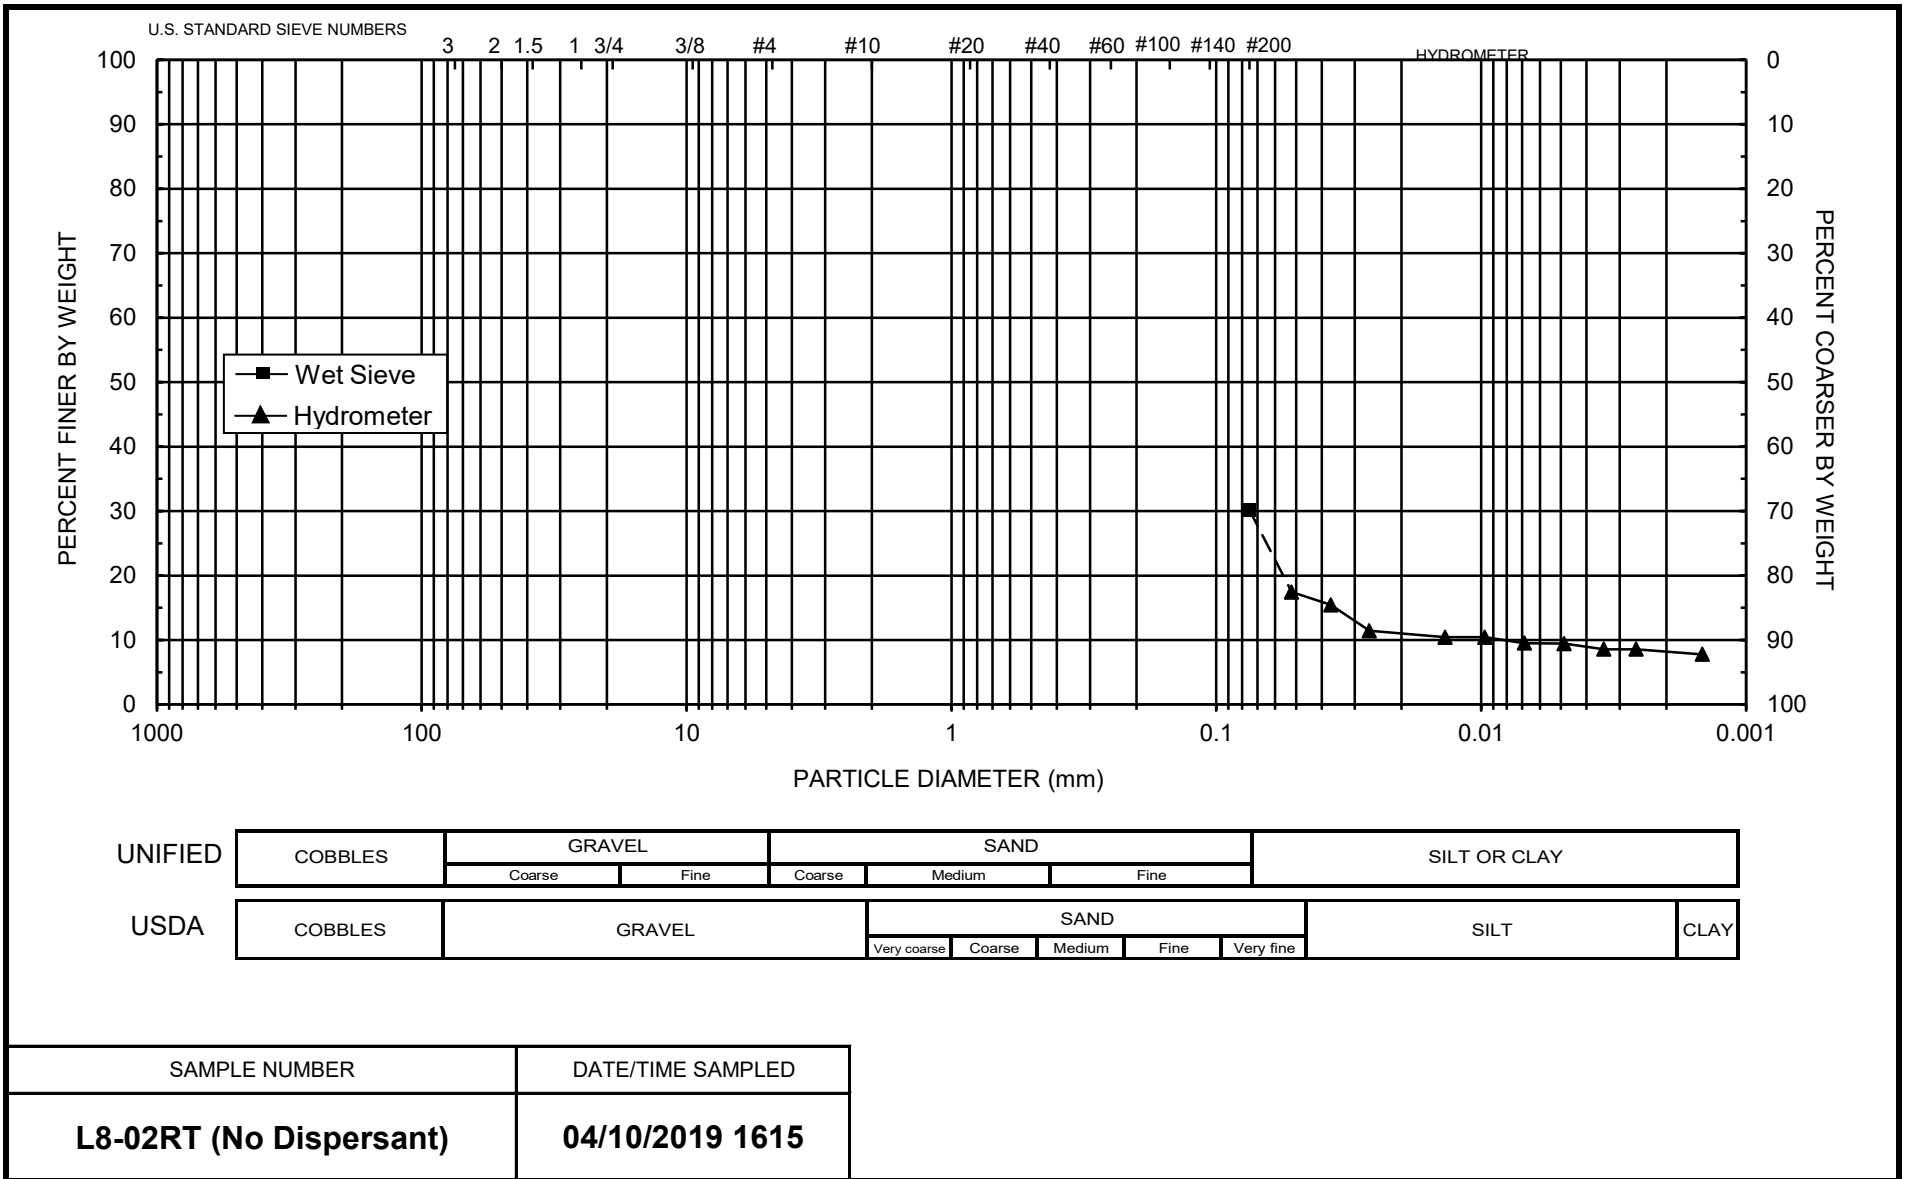 U.S. STANDARD SIEVE NUMBERS
3 2 1.5 1 3/4 3/8 #4 #10 #20 #40 #60 #100 #140 #200
HYDROMETER
100 0
90 10
80 20
70 30
60 40
50 50
40 60
30 70
20 80
10 90
0 100
PERCENT FINER BY WEIGHT
PERCENT COARSER BY WEIGHT
Wet Sieve
Hydrometer
1000 100 10 1 0.1 0.01 0.001
PARTICLE DIAMETER (mm)
UNIFIED
COBBLES GRAVEL SAND SILT OR CLAY
Coarse Fine Coarse Medium Fine
USDA
COBBLES GRAVEL SAND SILT CLAY
Very coarse Coarse Medium Fine Very fine
SAMPLE NUMBER DATE/TIME SAMPLED
L8-02RT (No Dispersant) 04/10/2019 1615